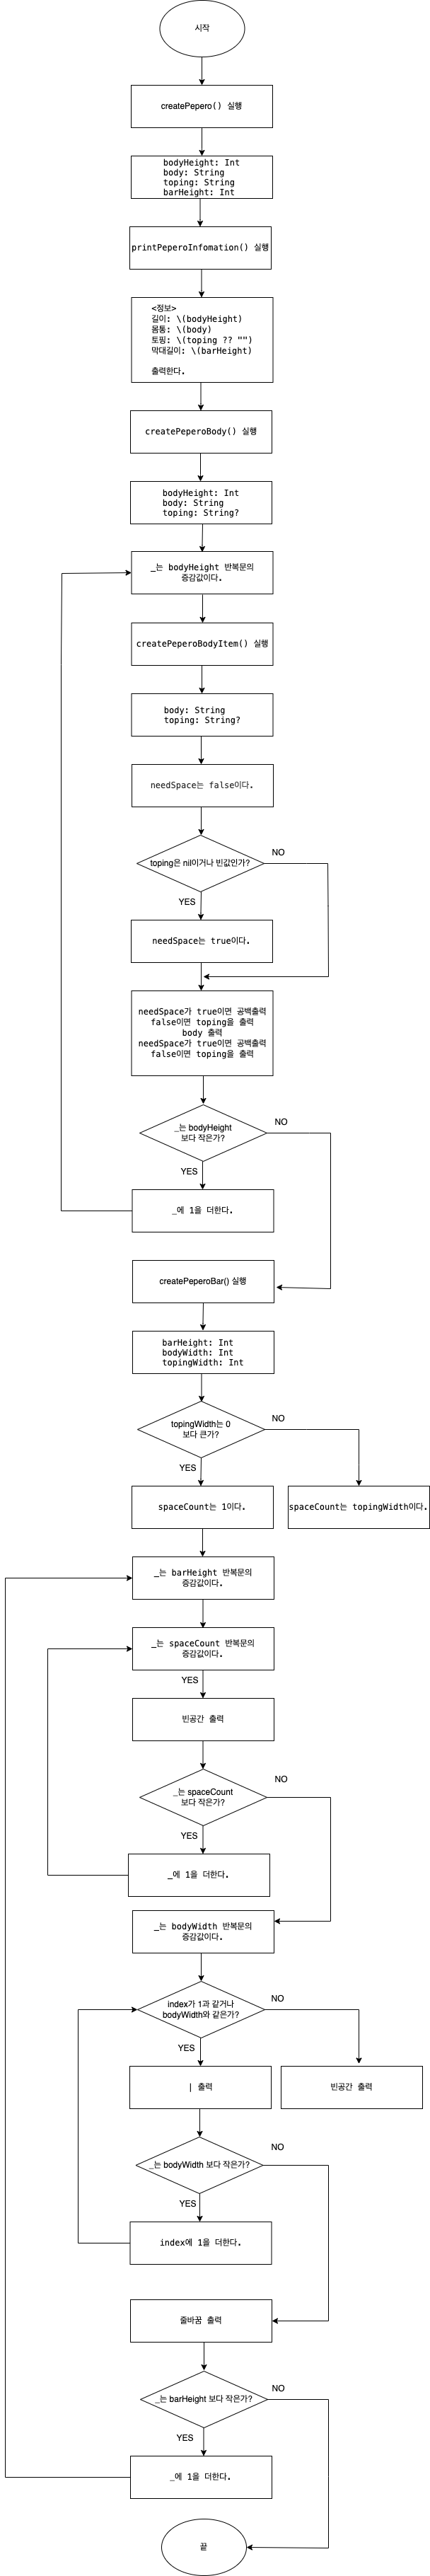 시작
createPepero() 실행
bodyHeight: Int
body: String
toping: String
barHeight: Int
printPeperoInfomation() 실행
<정보>
길이: \(bodyHeight)
몸통: \(body)
토핑: \(toping ?? "")
막대길이: \(barHeight)
출력한다.
createPeperoBody() 실행
bodyHeight: Int
body: String
toping: String?
_는 bodyHeight 반복문의
증감값이다.
createPeperoBodyItem() 실행
body: String
toping: String?
needSpace는 false이다.
toping은 nil이거나 빈값인가?
NO
YES
needSpace는 true이다.
needSpace가 true이면 공백출력
false이면 toping을 출력
body 출력
needSpace가 true이면 공백출력
false이면 toping을 출력
_는 bodyHeight
보다 작은가?
NO
YES
_에 1을 더한다.
createPeperoBar() 실행
barHeight: Int
bodyWidth: Int
topingWidth: Int
topingWidth는 0
보다 큰가?
NO
YES
spaceCount는 1이다.
spaceCount는 topingWidth이다.
_는 barHeight 반복문의
증감값이다.
_는 spaceCount 반복문의
증감값이다.
YES
빈공간 출력
_는 spaceCount
보다 작은가?
NO
YES
_에 1을 더한다.
_는 bodyWidth 반복문의
증감값이다.
index가 1과 같거나
bodyWidth와 같은가?
NO
YES
| 출력
빈공간 출력
_는 bodyWidth 보다 작은가?
NO
YES
index에 1을 더한다.
줄바꿈 출력
_는 barHeight 보다 작은가?
NO
YES
_에 1을 더한다.
끝